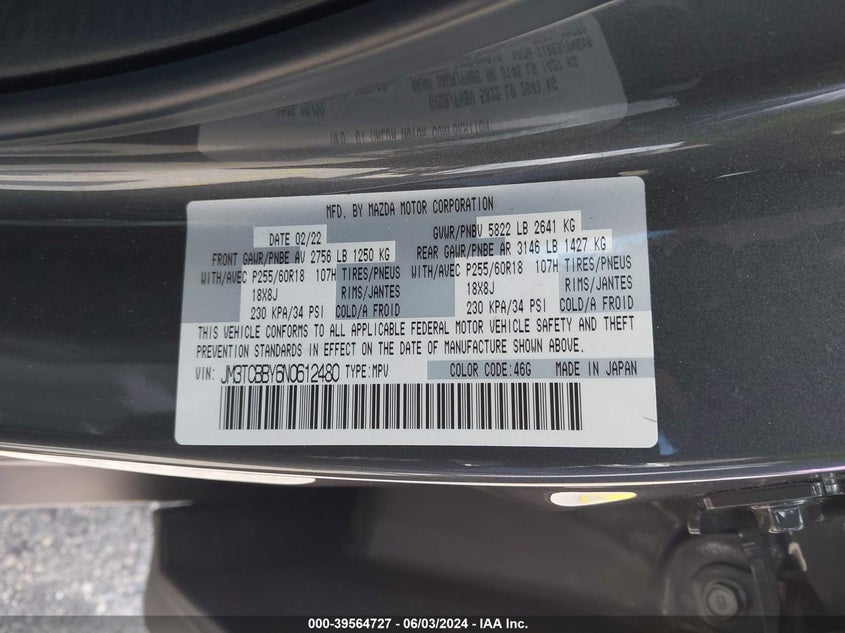 MFD. BY MAZDA MOTOR CORPORATION
DATE 02/22 GVWR/PNBV 5822 LB 2641 KG
FRONT GAWR/PNBE AV 2756 LB 1250 KG REAR GAWR/PNBE AR 3146 LB 1427 KG
WITH/AVEC P255/60R18 107H TIRES/PNEUS WITH/AVEC P255/60R18 107H TIRES/PNEUS
18X8J RIMS/JANTES 18X8J RIMS/JANTES
230 KPA/34 PSI COLD/A FROID 230 KPA/34 PSI COLD/A FROID
THIS VEHICLE CONFORMS TO ALL APPLICABLE FEDERAL MOTOR VEHICLE SAFETY AND THEFT
PREVENTION STANDARDS IN EFFECT ON THE DATE OF MANUFACTURE SHOWN ABOVE.
VIN: JM3TCBBY6N0612480 TYPE:MPV COLOR CODE:46G MADE IN JAPAN
000-39564727 - 06/03/2024 - IAA Inc.